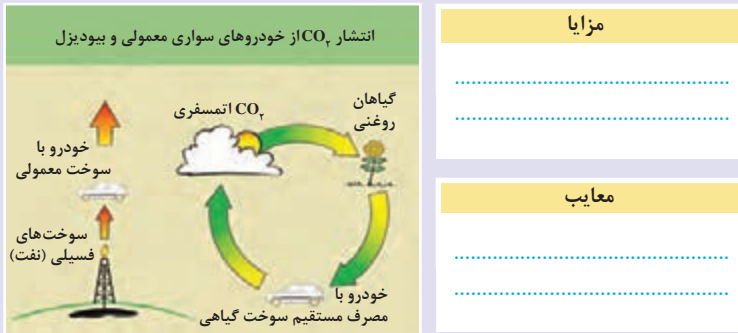 انتشار CO₂ از خودروهای سواری معمولی و بیودیزل
مزایا
................................................
................................................
معایب
................................................
................................................
گیاهان
روغنی
CO₂ اتمسفری
خودرو با
سوخت معمولی
سوخت‌های
فسیلی (نفت)
خودرو با
مصرف مستقیم سوخت گیاهی